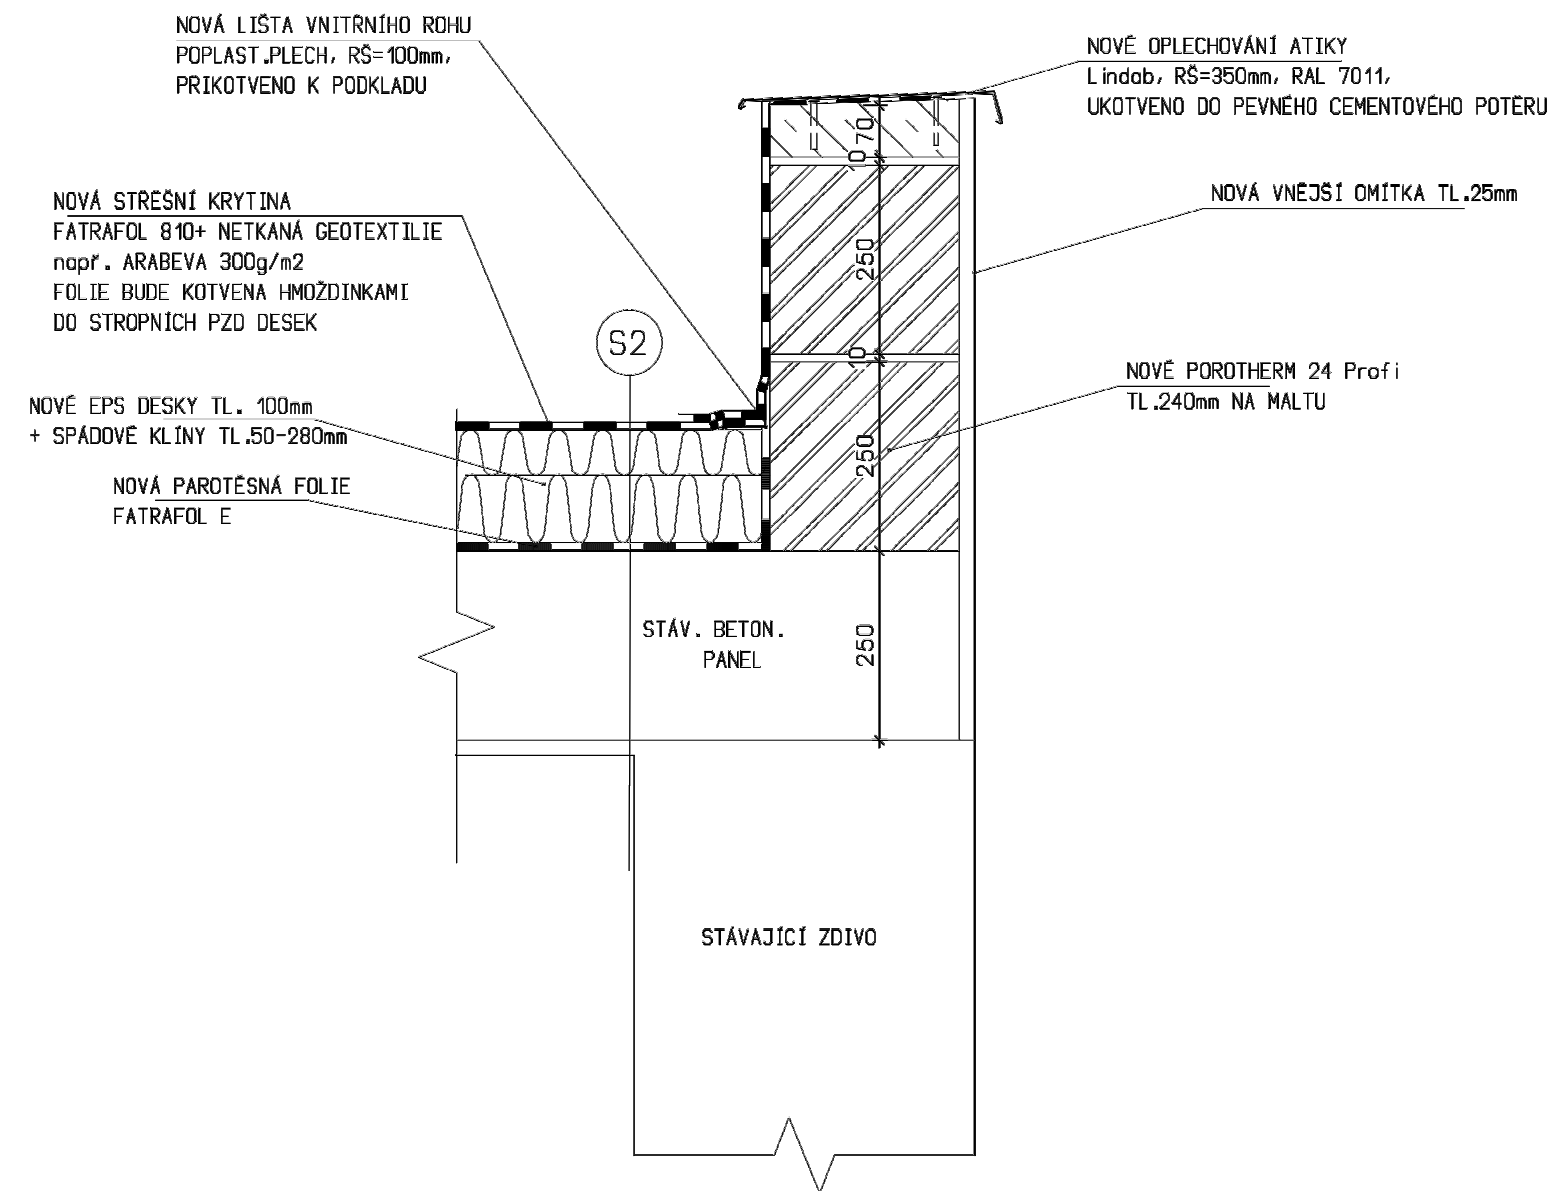 NOVÁ LIŠTA VNITŘNÍHO ROHU
POPLAST.PLECH, RŠ=100mm,
PŘIKOTVENO K PODKLADU
NOVÉ OPLECHOVÁNÍ ATIKY
Lindab, RŠ=350mm, RAL 7011,
UKOTVENO DO PEVNÉHO CEMENTOVÉHO POTĚRU
70
10
NOVÁ STŘEŠNÍ KRYTINA
FATRAFOL 810+ NETKANÁ GEOTEXTILIE
např. ARABEVA 300g/m2
FOLIE BUDE KOTVENA HMOŽDINKAMI
DO STROPNÍCH PZD DESEK
NOVÁ VNĚJŠÍ OMÍTKA TL.25mm
250
S2
10
NOVÉ POROTHERM 24 Profi
TL.240mm NA MALTU
NOVÉ EPS DESKY TL. 100mm
+ SPÁDOVÉ KLÍNY TL.50-280mm
250
NOVÁ PAROTĚSNÁ FOLIE
FATRAFOL E
STÁV. BETON.
PANEL
250
STÁVAJÍCÍ ZDIVO